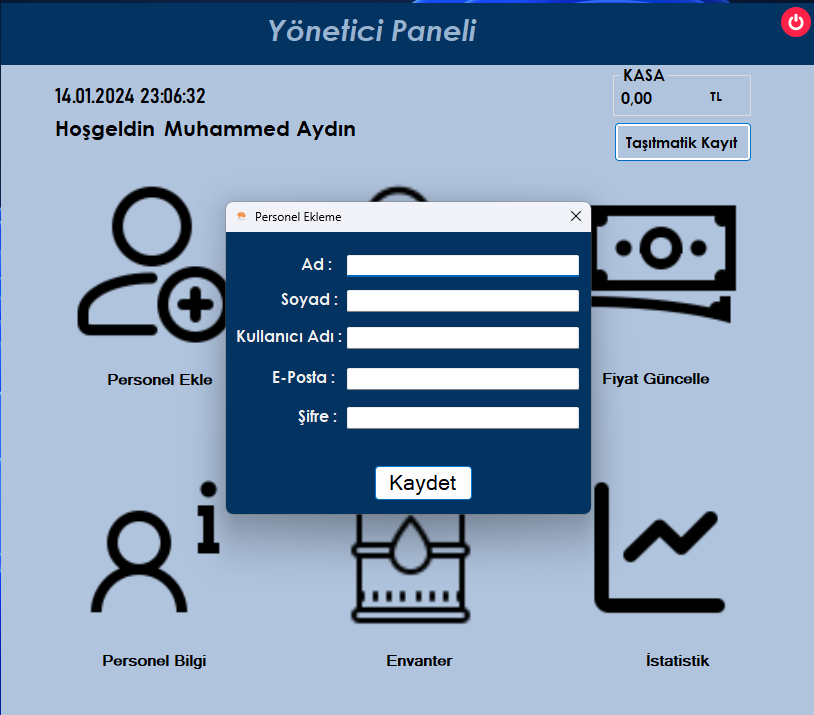 Yönetici Paneli
14.01.2024 23:06:32
Hoşgeldin Muhammed Aydın
KASA
0,00 TL
Taşıtmatik Kayıt
Personel Ekleme
Ad :
Soyad :
Kullanıcı Adı :
E-Posta :
Şifre :
Kaydet
Personel Ekle
Fiyat Güncelle
Personel Bilgi
Envanter
İstatistik